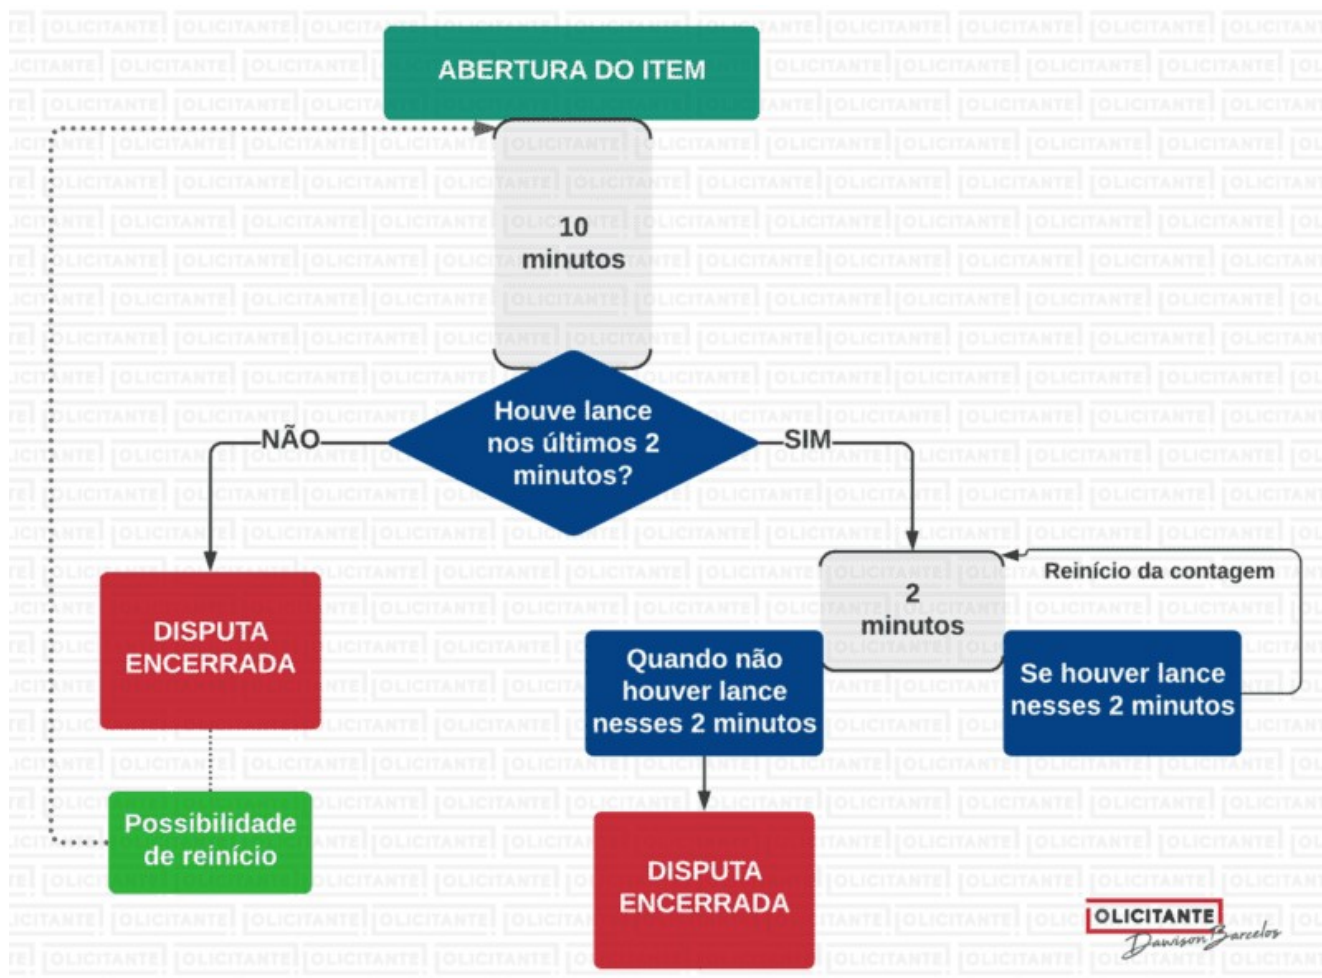 ABERTURA DO ITEM
10
minutos
Houve lance
nos últimos 2
minutos?
NÃO
SIM
DISPUTA
ENCERRADA
Possibilidade
de reinício
2
minutos
Reinício da contagem
Quando não
houver lance
nesses 2 minutos
Se houver lance
nesses 2 minutos
DISPUTA
ENCERRADA
OLICITANTE
Dawison Barcelos